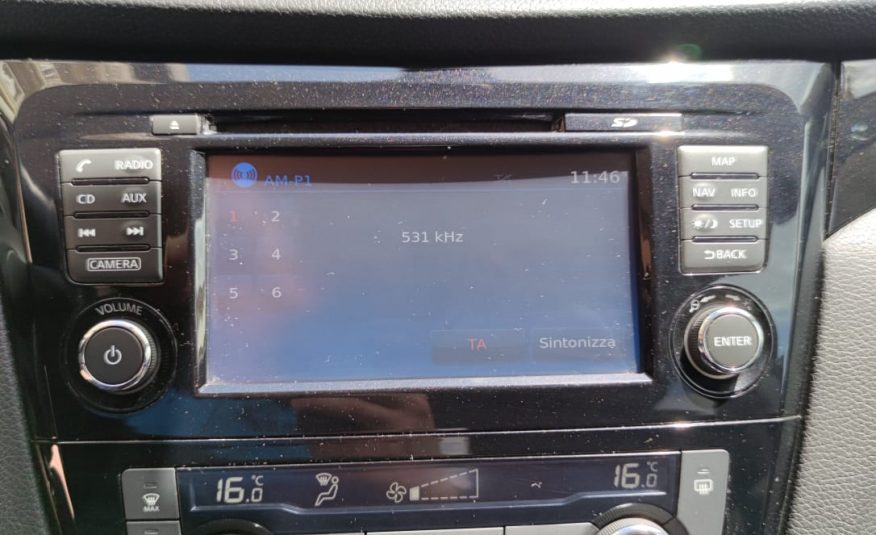 SD
RADIO
CD AUX
CAMERA
VOLUME
AM-P1
TA
11:46
1 2
531 kHz
3 4
5 6
TA Sintonizza
MAP
NAV INFO
SETUP
BACK
ENTER
16.0 °C
16.0 °C
MAX